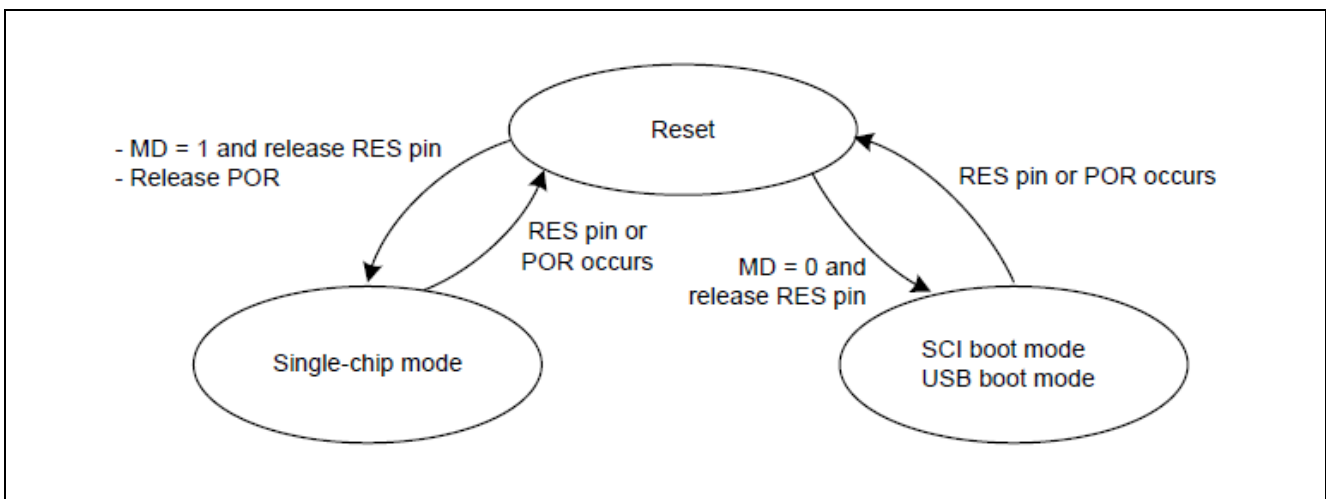 Reset
- MD = 1 and release RES pin
- Release POR
RES pin or POR occurs
RES pin or
POR occurs
MD = 0 and
release RES pin
Single-chip mode
SCI boot mode
USB boot mode